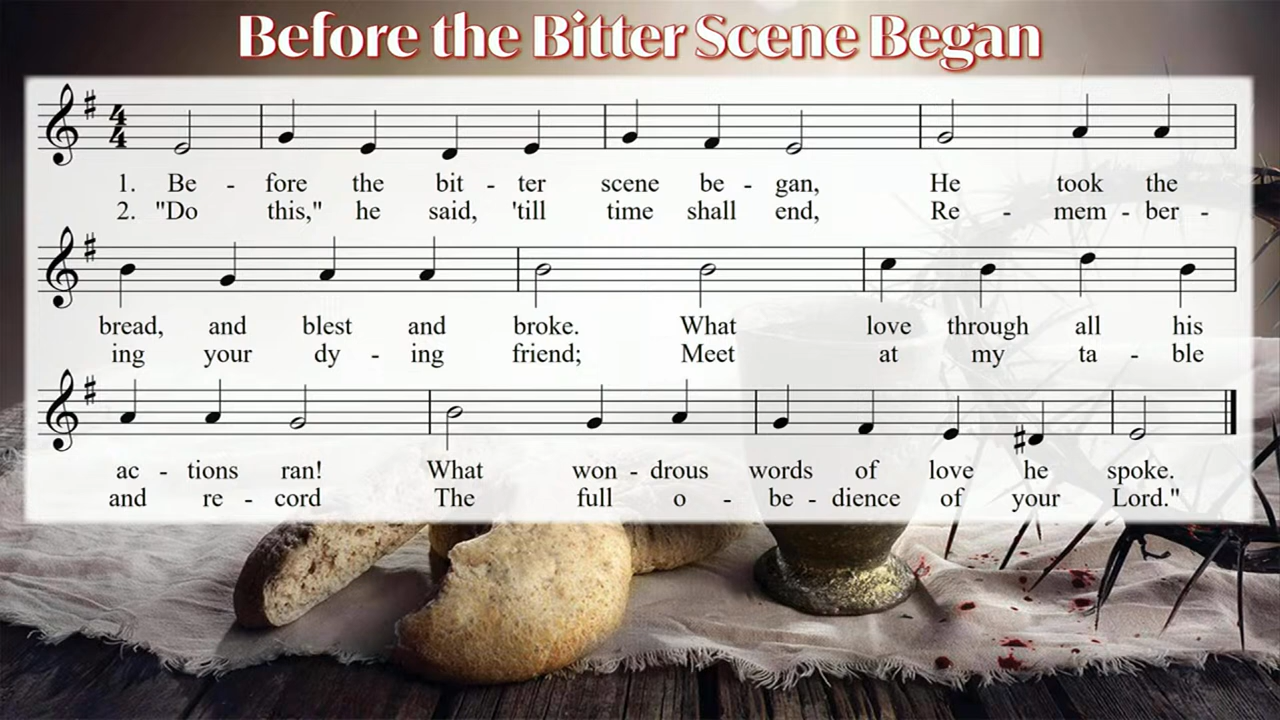 Before the Bitter Scene Began
4
4
1. Be - fore the bit - ter scene be - gan, He took the
2. "Do this," he said, 'till time shall end, Re - mem - ber -
bread, and blest and broke. What love through all his
ing your dy - ing friend; Meet at my ta - ble
ac - tions ran! What won - drous words of love he spoke.
and re - cord The full o - be - dience of your Lord."